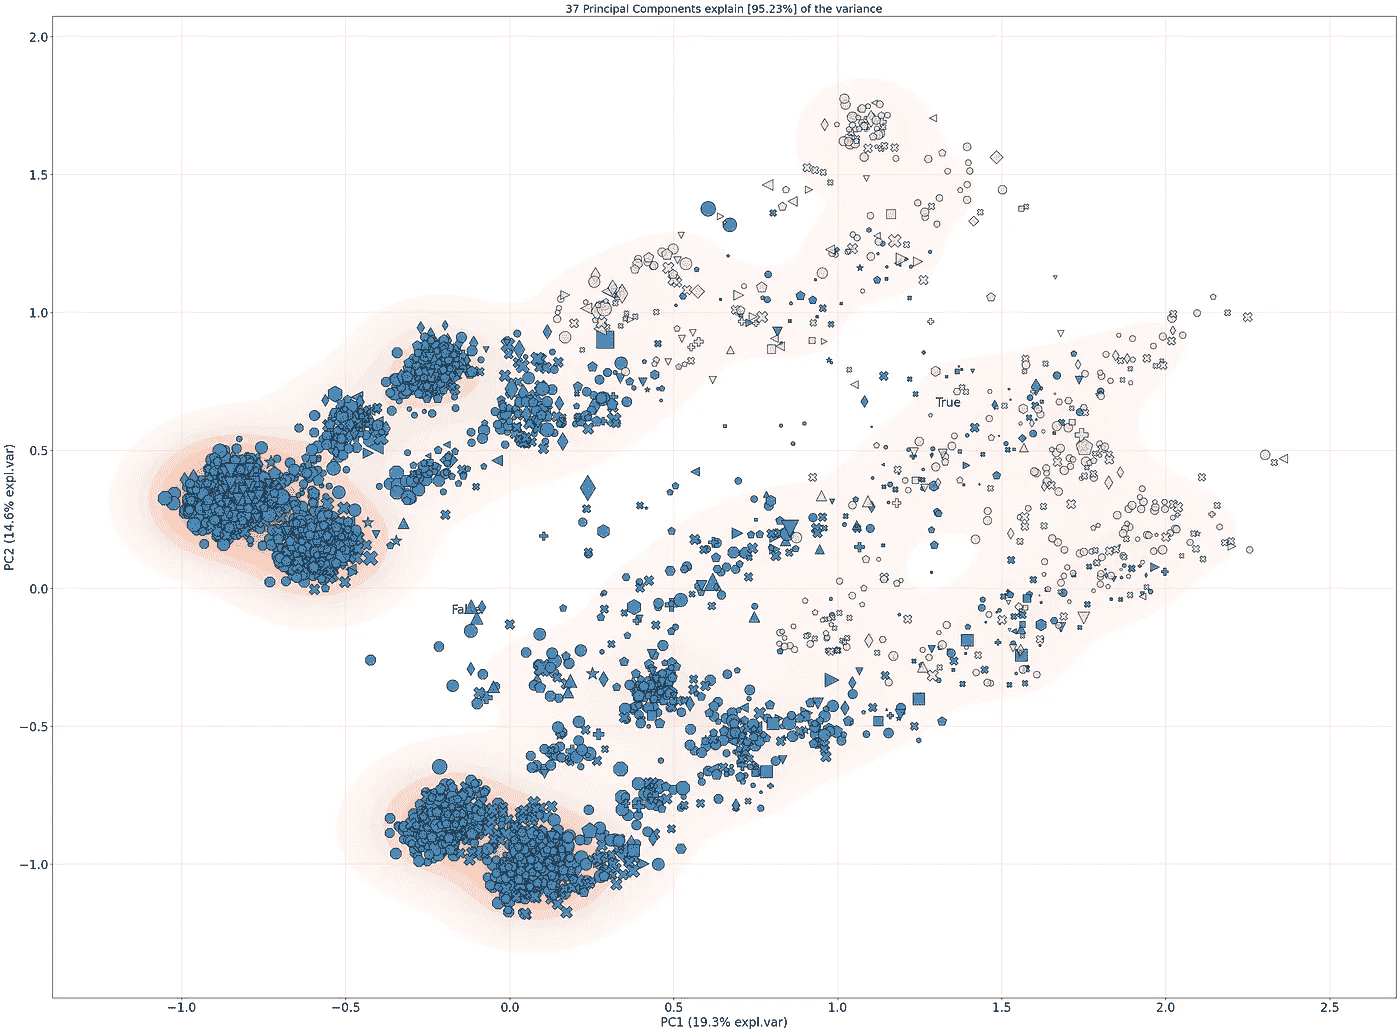 37 Principal Components explain [95.23%] of the variance
2.0
1.5
True
1.0
0.5
0.0
False
−0.5
−1.0
PC2 (14.6% expl.var)
−1.0 −0.5 0.0 0.5 1.0 1.5 2.0 2.5
PC1 (19.3% expl.var)